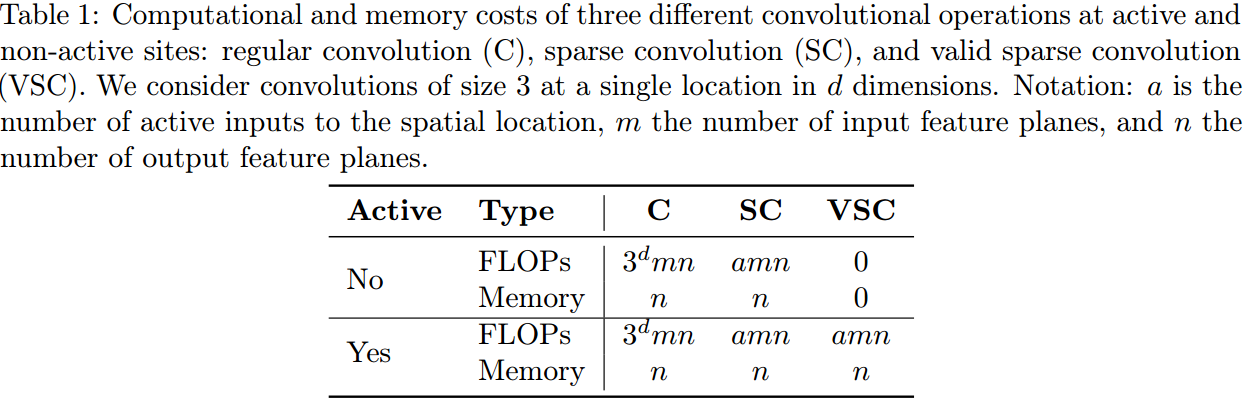 Table 1: Computational and memory costs of three different convolutional operations at active and
non-active sites: regular convolution (C), sparse convolution (SC), and valid sparse convolution
(VSC). We consider convolutions of size 3 at a single location in d dimensions. Notation: a is the
number of active inputs to the spatial location, m the number of input feature planes, and n the
number of output feature planes.
Active Type C SC VSC
No
FLOPs 3^d mn amn 0
Memory n n 0
Yes
FLOPs 3^d mn amn amn
Memory n n n